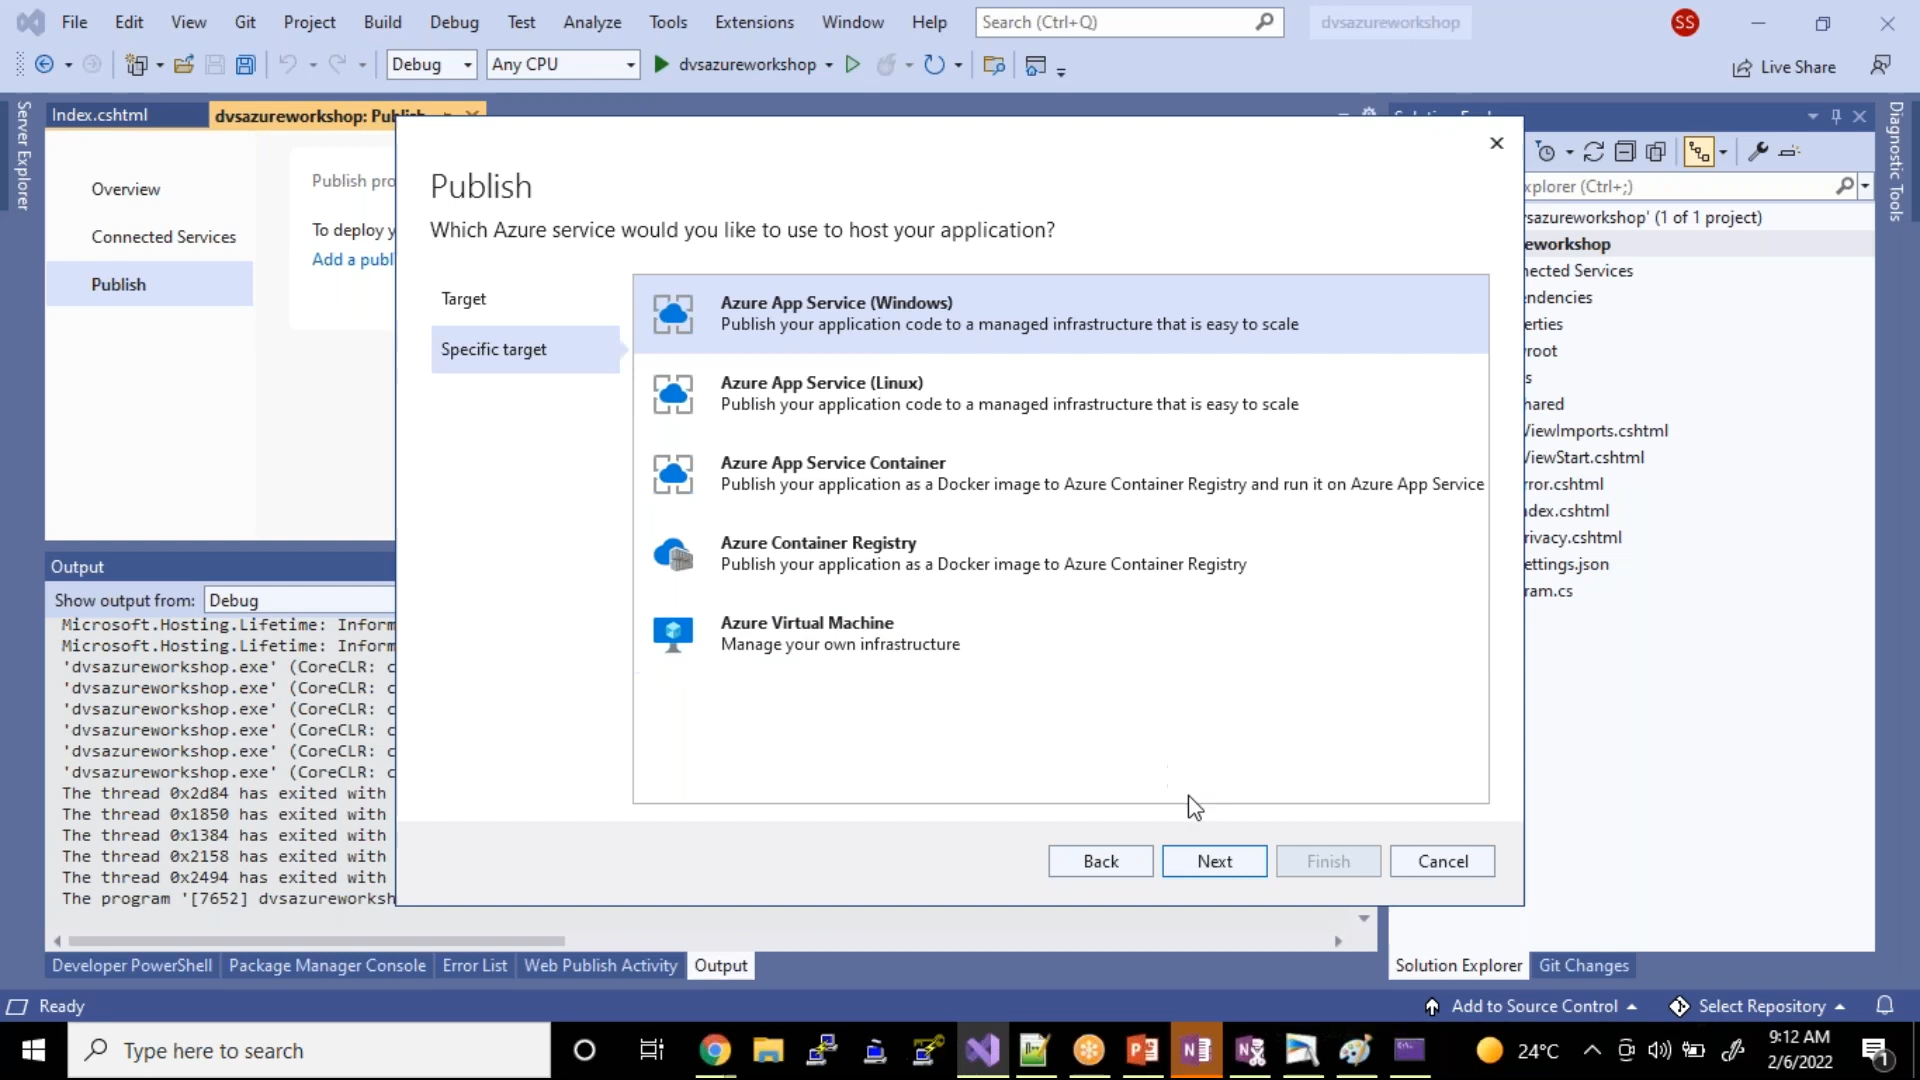 File Edit View Git Project Build Debug Test Analyze Tools Extensions Window Help Search (Ctrl+Q) dvsazureworkshop SS
Debug Any CPU dvsazureworkshop Live Share
Server Explorer
Index.cshtml dvsazureworkshop: Publish
Overview
Connected Services
Publish
Publish pro
To deploy y
Add a publ
Publish
Which Azure service would you like to use to host your application?
Target
Specific target
Azure App Service (Windows)
Publish your application code to a managed infrastructure that is easy to scale
Azure App Service (Linux)
Publish your application code to a managed infrastructure that is easy to scale
Azure App Service Container
Publish your application as a Docker image to Azure Container Registry and run it on Azure App Service
Azure Container Registry
Publish your application as a Docker image to Azure Container Registry
Azure Virtual Machine
Manage your own infrastructure
Back Next Finish Cancel
Diagnostic Tools
xplorer (Ctrl+;)
sazureworkshop' (1 of 1 project)
eworkshop
nected Services
endencies
erties
root
s
hared
ViewImports.cshtml
ViewStart.cshtml
rror.cshtml
dex.cshtml
rivacy.cshtml
ettings.json
ram.cs
Output
Show output from: Debug
Microsoft.Hosting.Lifetime: Inform
Microsoft.Hosting.Lifetime: Inform
'dvsazureworkshop.exe' (CoreCLR: c
'dvsazureworkshop.exe' (CoreCLR: c
'dvsazureworkshop.exe' (CoreCLR: c
'dvsazureworkshop.exe' (CoreCLR: c
'dvsazureworkshop.exe' (CoreCLR: c
'dvsazureworkshop.exe' (CoreCLR: c
The thread 0x2d84 has exited with
The thread 0x1850 has exited with
The thread 0x1384 has exited with
The thread 0x2158 has exited with
The thread 0x2494 has exited with
The program '[7652] dvsazureworksh
Developer PowerShell Package Manager Console Error List Web Publish Activity Output
Solution Explorer Git Changes
Ready Add to Source Control Select Repository
Type here to search
24°C
9:12 AM
2/6/2022
1